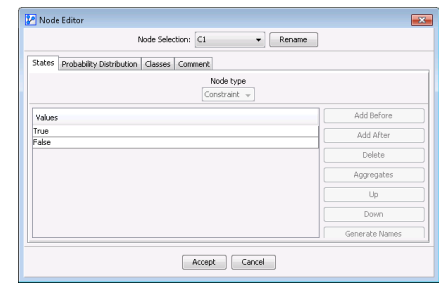 Node Editor
Node Selection: C1 Rename
States Probability Distribution Classes Comment
Node type
Constraint
Values
True
False
Add Before
Add After
Delete
Aggregates
Up
Down
Generate Names
Accept Cancel